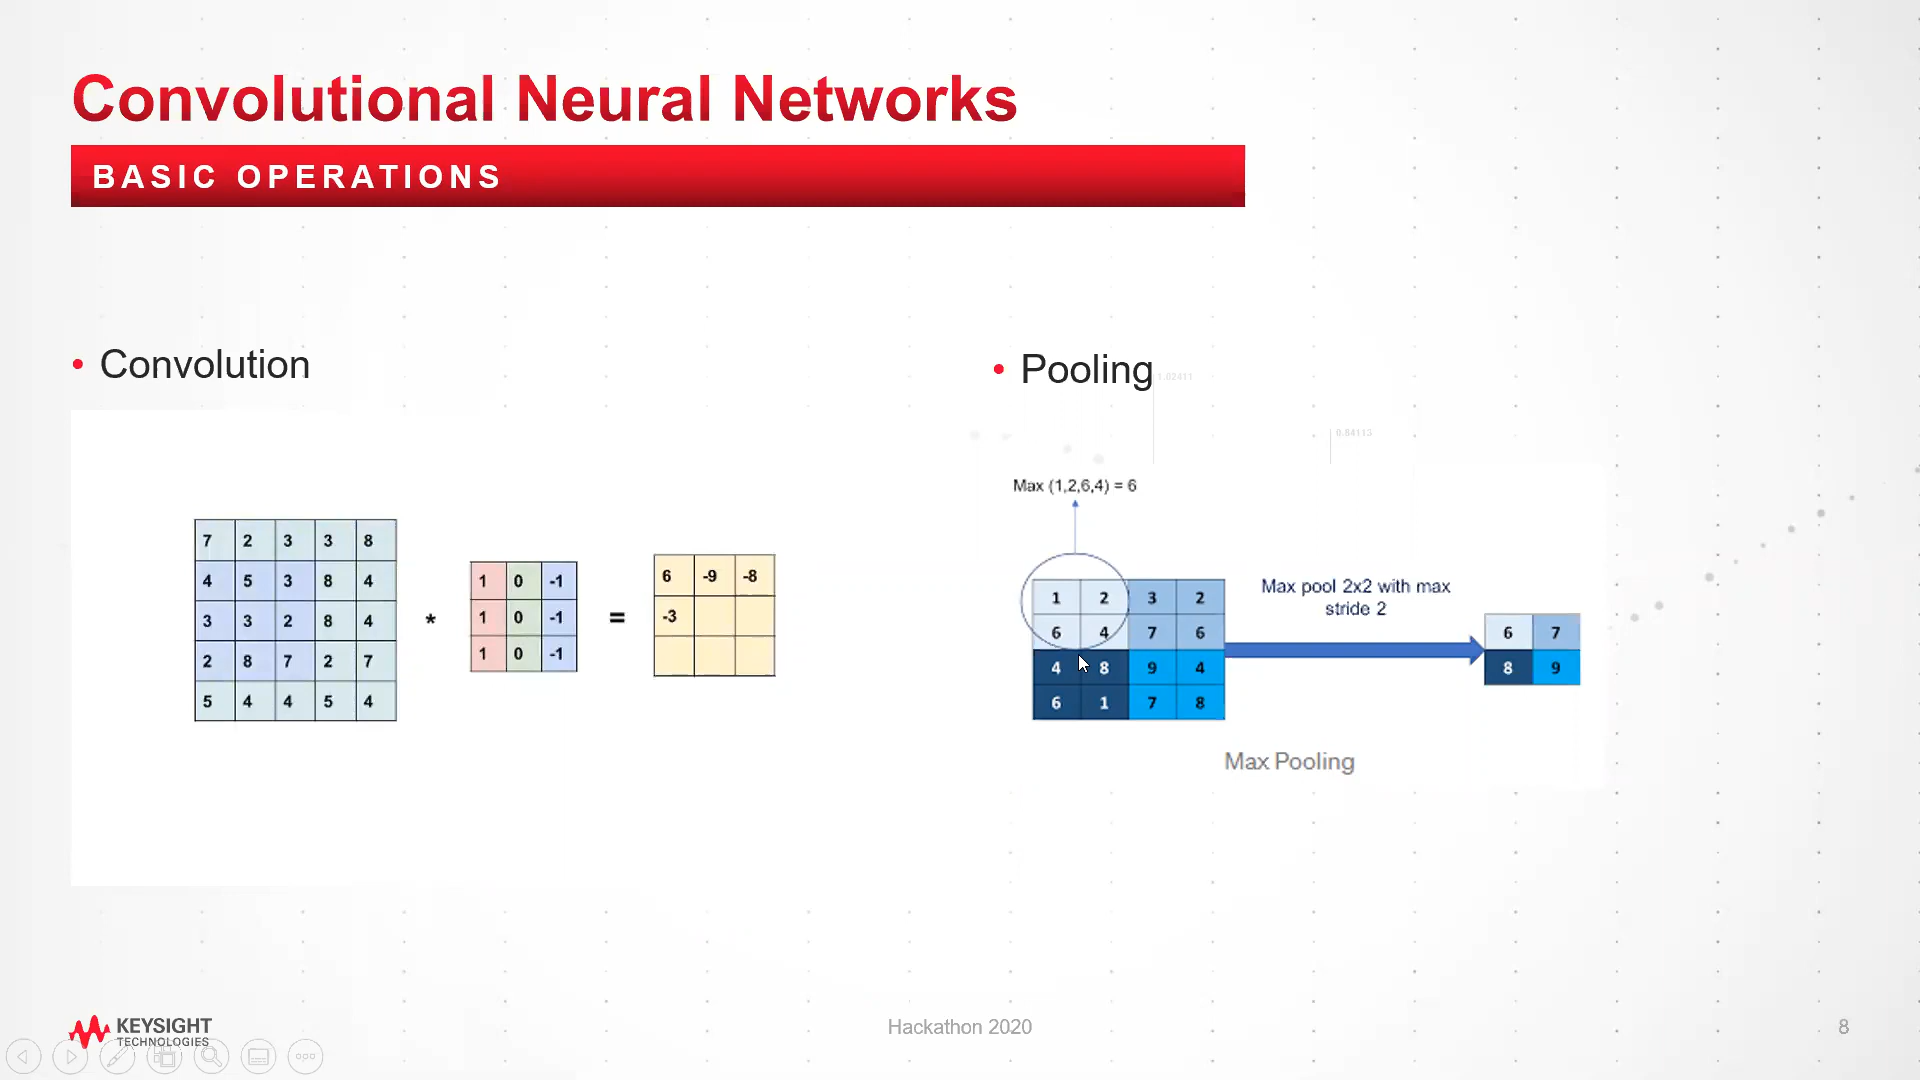 Convolutional Neural Networks
BASIC OPERATIONS
• Convolution
7 2 3 3 8
4 5 3 8 4
3 3 2 8 4
2 8 7 2 7
5 4 4 5 4
*
1 0 -1
1 0 -1
1 0 -1
=
6 -9 -8
-3
• Pooling
1.02411
0.84113
Max (1,2,6,4) = 6
1 2 3 2
6 4 7 6
4 8 9 4
6 1 7 8
Max pool 2x2 with max
stride 2
6 7
8 9
Max Pooling
KEYSIGHT
TECHNOLOGIES
Hackathon 2020
8